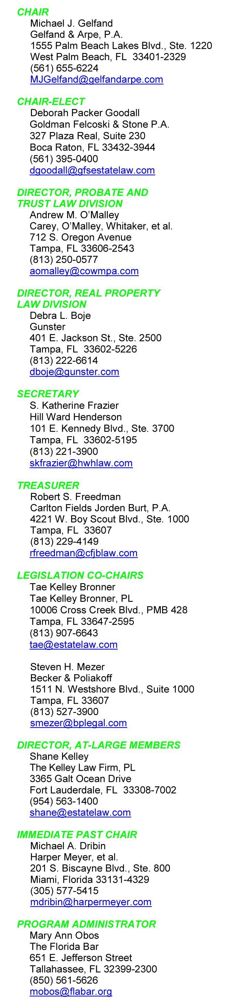 CHAIR
Michael J. Gelfand
Gelfand & Arpe, P.A.
1555 Palm Beach Lakes Blvd., Ste. 1220
West Palm Beach, FL  33401-2329
(561) 655-6224
MJGelfand@gelfandarpe.com
CHAIR-ELECT
Deborah Packer Goodall
Goldman Felcoski & Stone P.A.
327 Plaza Real, Suite 230
Boca Raton, FL 33432-3944
(561) 395-0400
dgoodall@gfsestatelaw.com
DIRECTOR, PROBATE AND
TRUST LAW DIVISION
Andrew M. O’Malley
Carey, O’Malley, Whitaker, et al.
712 S. Oregon Avenue
Tampa, FL 33606-2543
(813) 250-0577
aomalley@cowmpa.com
DIRECTOR, REAL PROPERTY
LAW DIVISION
Debra L. Boje
Gunster
401 E. Jackson St., Ste. 2500
Tampa, FL  33602-5226
(813) 222-6614
dboje@gunster.com
SECRETARY
S. Katherine Frazier
Hill Ward Henderson
101 E. Kennedy Blvd., Ste. 3700
Tampa, FL  33602-5195
(813) 221-3900
skfrazier@hwhlaw.com
TREASURER
Robert S. Freedman
Carlton Fields Jorden Burt, P.A.
4221 W. Boy Scout Blvd., Ste. 1000
Tampa, FL  33607
(813) 229-4149
rfreedman@cfjblaw.com
LEGISLATION CO-CHAIRS
Tae Kelley Bronner
Tae Kelley Bronner, PL
10006 Cross Creek Blvd., PMB 428
Tampa, FL 33647-2595
(813) 907-6643
tae@estatelaw.com
Steven H. Mezer
Becker & Poliakoff
1511 N. Westshore Blvd., Suite 1000
Tampa, FL 33607
(813) 527-3900
smezer@bplegal.com
DIRECTOR, AT-LARGE MEMBERS
Shane Kelley
The Kelley Law Firm, PL
3365 Galt Ocean Drive
Fort Lauderdale, FL  33308-7002
(954) 563-1400
shane@estatelaw.com
IMMEDIATE PAST CHAIR
Michael A. Dribin
Harper Meyer, et al.
201 S. Biscayne Blvd., Ste. 800
Miami, Florida 33131-4329
(305) 577-5415
mdribin@harpermeyer.com
PROGRAM ADMINISTRATOR
Mary Ann Obos
The Florida Bar
651 E. Jefferson Street
Tallahassee, FL 32399-2300
(850) 561-5626
mobos@flabar.org